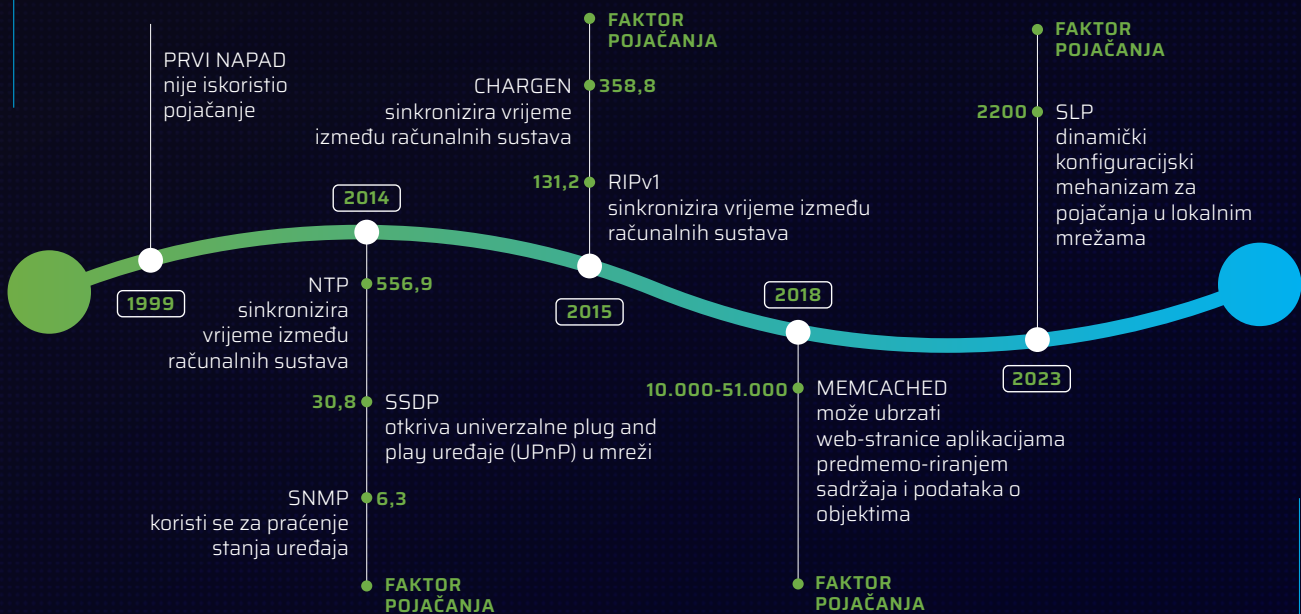 PRVI NAPAD
nije iskoristio
pojačanje
1999
2014
NTP
sinkronizira
vrijeme između
računalnih sustava
556,9
30,8
SSDP
otkriva univerzalne plug and
play uređaje (UPnP) u mreži
SNMP
koristi se za praćenje
stanja uređaja
6,3
FAKTOR
POJAČANJA
FAKTOR
POJAČANJA
CHARGEN
sinkronizira vrijeme
između računalnih sustava
358,8
131,2
RIPv1
sinkronizira vrijeme između
računalnih sustava
2015
2018
10.000-51.000
MEMCACHED
može ubrzati
web-stranice aplikacijama
predmemo-riranjem
sadržaja i podataka o
objektima
FAKTOR
POJAČANJA
FAKTOR
POJAČANJA
2200
SLP
dinamički
konfiguracijski
mehanizam za
pojačanja u lokalnim
mrežama
2023